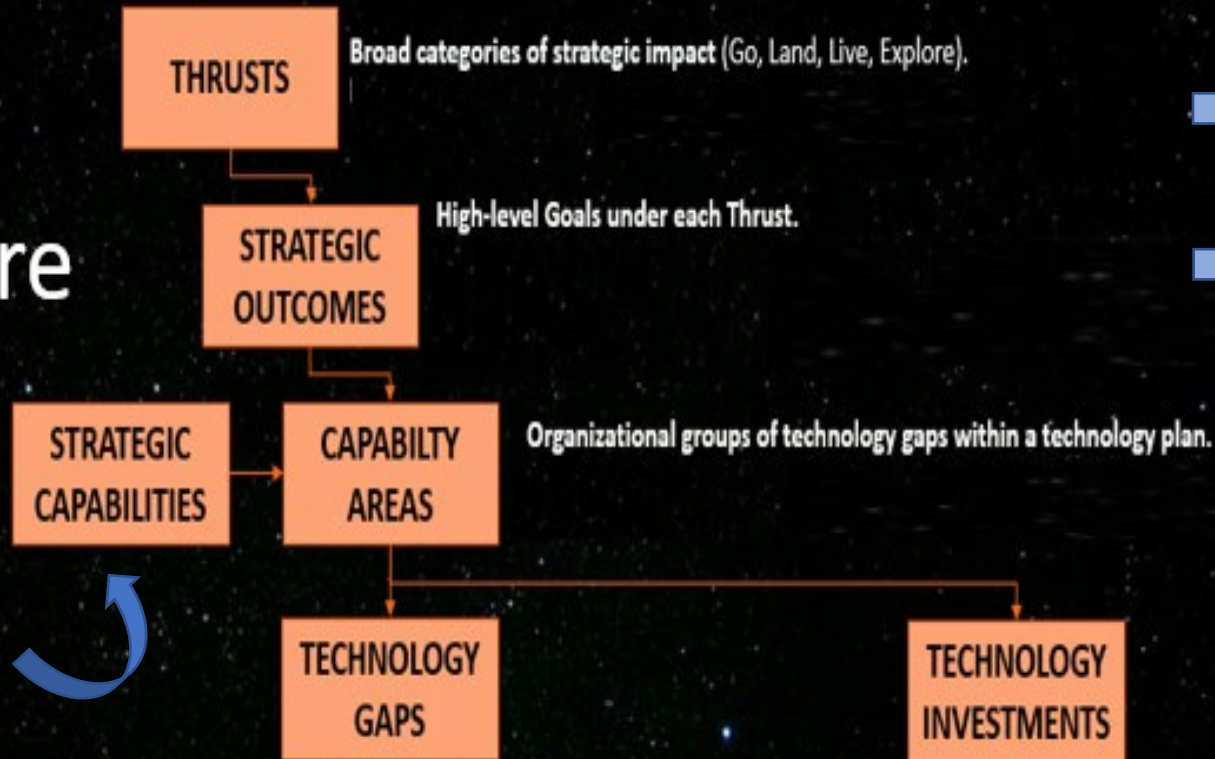 THRUSTS
Broad categories of strategic impact (Go, Land, Live, Explore).
re
STRATEGIC
OUTCOMES
High-level Goals under each Thrust.
STRATEGIC
CAPABILITIES
CAPABILTY
AREAS
Organizational groups of technology gaps within a technology plan.
TECHNOLOGY
GAPS
TECHNOLOGY
INVESTMENTS